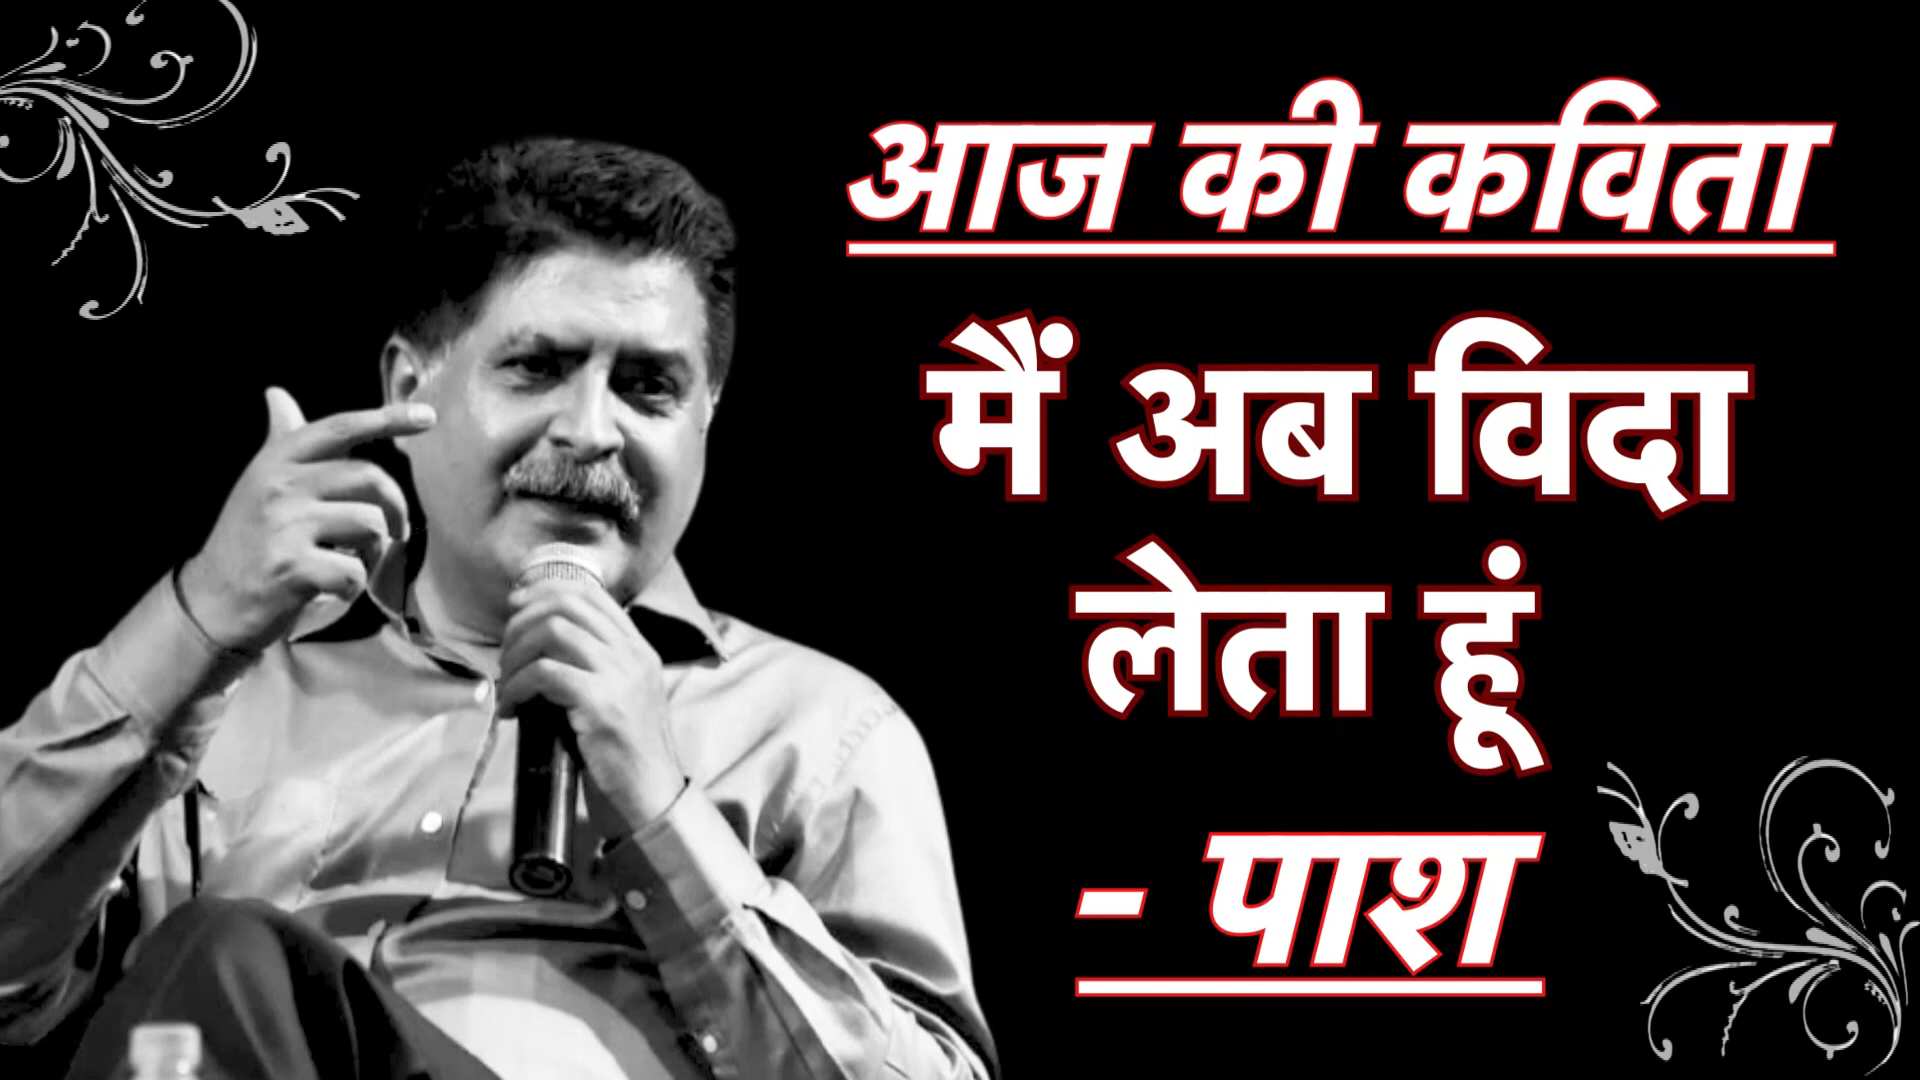 आज की कविता
मैं अब विदा
लेता हूं
- पाश